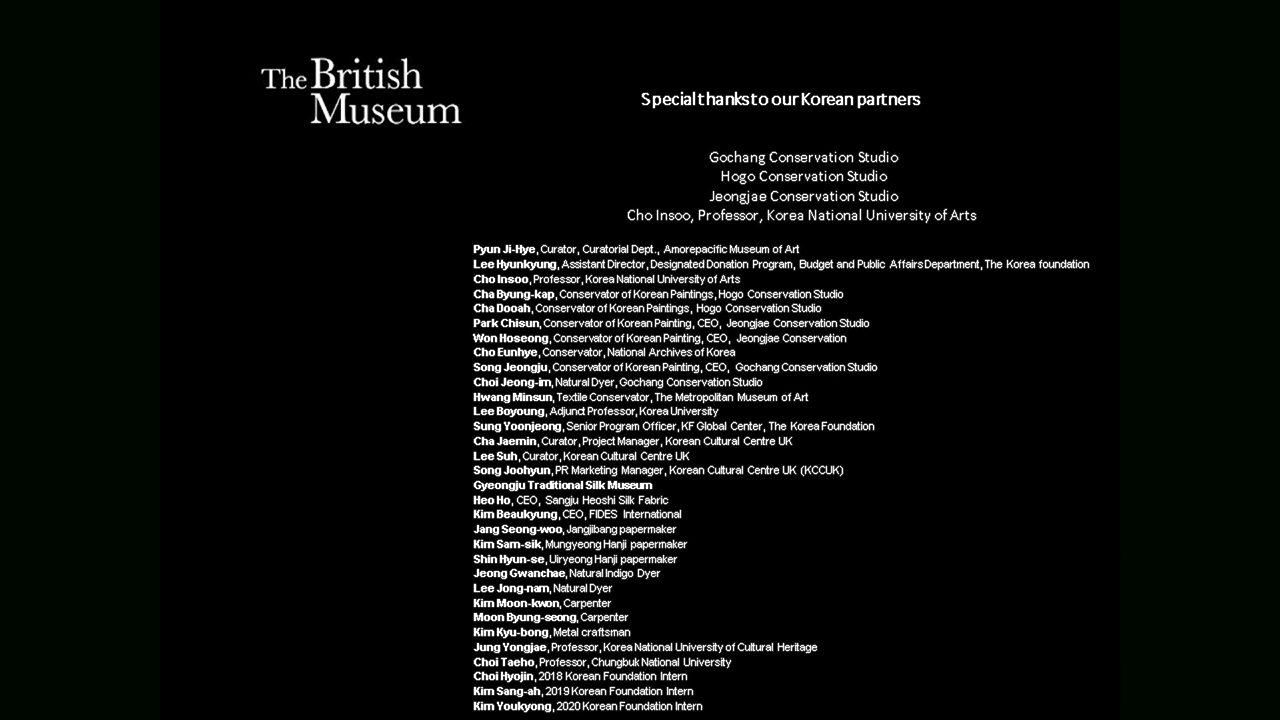 The British
Museum
Special thanks to our Korean partners
Gochang Conservation Studio
Hogo Conservation Studio
Jeongjae Conservation Studio
Cho Insoo, Professor, Korea National University of Arts
Pyun Ji-Hye, Curator, Curatorial Dept., Amorepacific Museum of Art
Lee Hyunkyung, Assistant Director, Designated Donation Program, Budget and Public Affairs Department, The Korea foundation
Cho Insoo, Professor, Korea National University of Arts
Cha Byung-kap, Conservator of Korean Paintings, Hogo Conservation Studio
Cha Dooah, Conservator of Korean Paintings, Hogo Conservation Studio
Park Chisun, Conservator of Korean Painting, CEO, Jeongjae Conservation Studio
Won Hoseong, Conservator of Korean Painting, CEO, Jeongjae Conservation
Cho Eunhye, Conservator, National Archives of Korea
Song Jeongju, Conservator of Korean Painting, CEO, Gochang Conservation Studio
Choi Jeong-im, Natural Dyer, Gochang Conservation Studio
Hwang Minsun, Textile Conservator, The Metropolitan Museum of Art
Lee Boyoung, Adjunct Professor, Korea University
Sung Yoonjeong, Senior Program Officer, KF Global Center, The Korea Foundation
Cha Jaemin, Curator, Project Manager, Korean Cultural Centre UK
Lee Suh, Curator, Korean Cultural Centre UK
Song Joohyun, PR Marketing Manager, Korean Cultural Centre UK (KCCUK)
Gyeongju Traditional Silk Museum
Heo Ho, CEO, Sangju Heoshi Silk Fabric
Kim Beaukyung, CEO, FIDES International
Jang Seong-woo, Jangjibang papermaker
Kim Sam-sik, Mungyeong Hanji papermaker
Shin Hyun-se, Uiryeong Hanji papermaker
Jeong Gwanchae, Natural Indigo Dyer
Lee Jong-nam, Natural Dyer
Kim Moon-kwon, Carpenter
Moon Byung-seong, Carpenter
Kim Kyu-bong, Metal craftsman
Jung Yongjae, Professor, Korea National University of Cultural Heritage
Choi Taeho, Professor, Chungbuk National University
Choi Hyojin, 2018 Korean Foundation Intern
Kim Sang-ah, 2019 Korean Foundation Intern
Kim Youkyong, 2020 Korean Foundation Intern